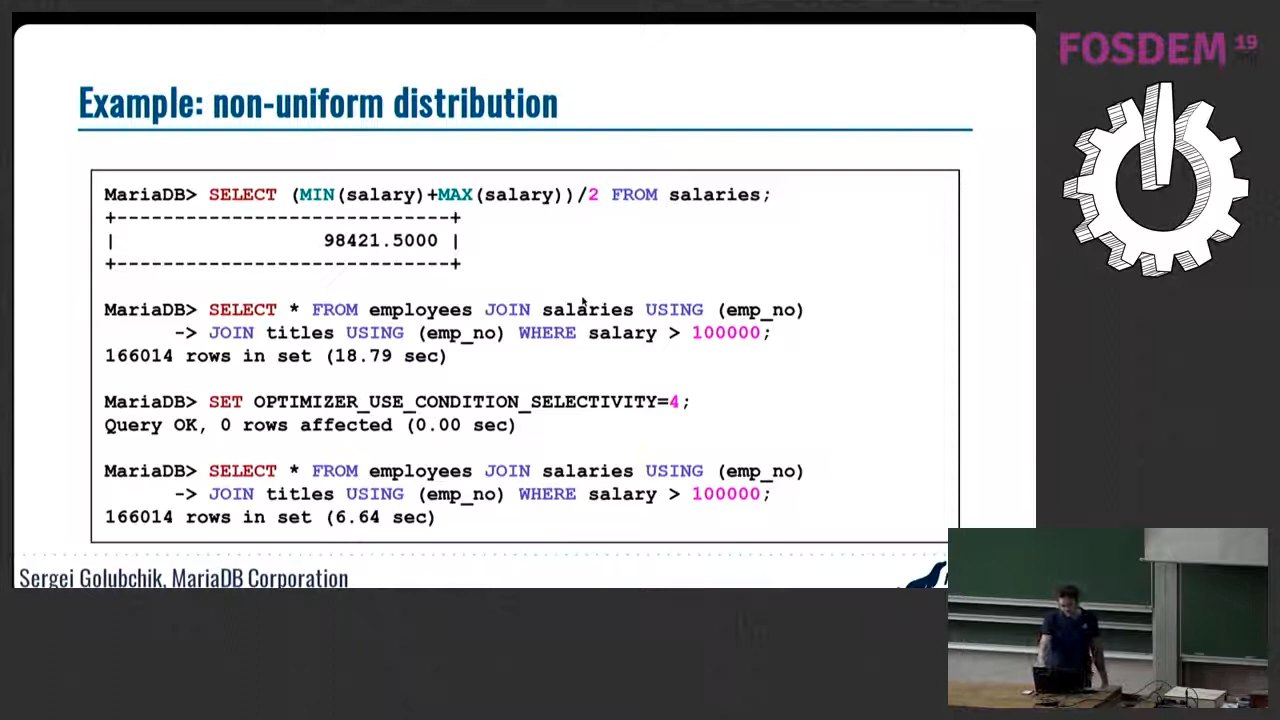 Example: non-uniform distribution
MariaDB> SELECT (MIN(salary)+MAX(salary))/2 FROM salaries;
+----------------------------+
| 98421.5000 |
+----------------------------+
MariaDB> SELECT * FROM employees JOIN salaries USING (emp_no)
-> JOIN titles USING (emp_no) WHERE salary > 100000;
166014 rows in set (18.79 sec)
MariaDB> SET OPTIMIZER_USE_CONDITION_SELECTIVITY=4;
Query OK, 0 rows affected (0.00 sec)
MariaDB> SELECT * FROM employees JOIN salaries USING (emp_no)
-> JOIN titles USING (emp_no) WHERE salary > 100000;
166014 rows in set (6.64 sec)
Sergei Golubchik, MariaDB Corporation
FOSDEM 19